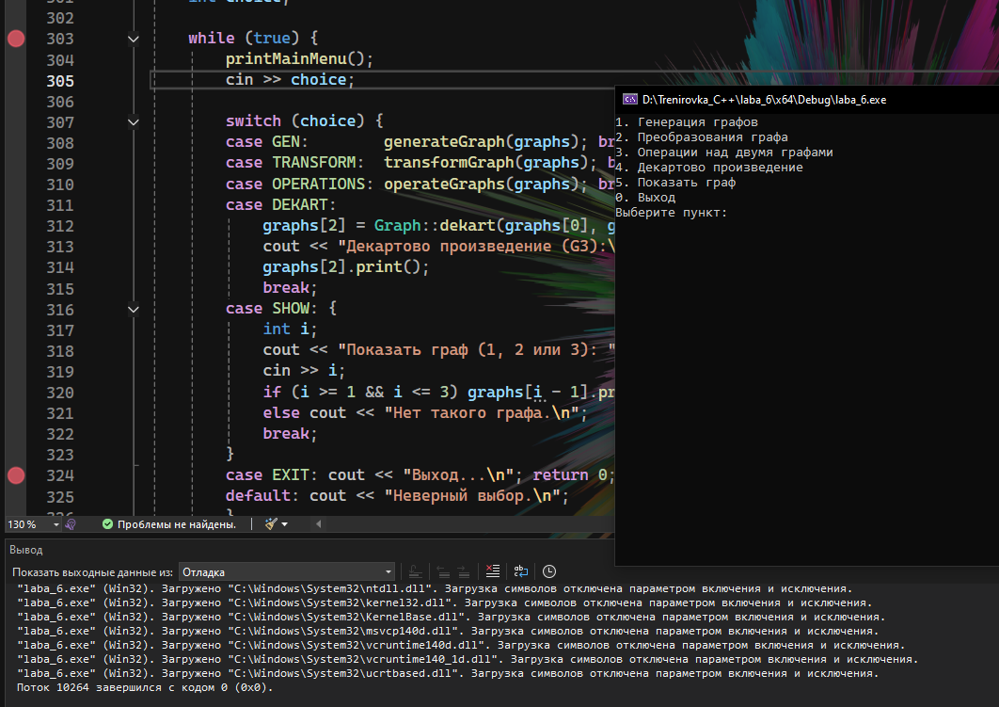 302
303 while (true) {
304 printMainMenu();
305 cin >> choice;
306
307 switch (choice) {
308 case GEN: generateGraph(graphs); br
309 case TRANSFORM: transformGraph(graphs); b
310 case OPERATIONS: operateGraphs(graphs); br
311 case DEKART:
312 graphs[2] = Graph::dekart(graphs[0], g
313 cout << "Декартово произведение (G3):\
314 graphs[2].print();
315 break;
316 case SHOW: {
317 int i;
318 cout << "Показать граф (1, 2 или 3): "
319 cin >> i;
320 if (i >= 1 && i <= 3) graphs[i - 1].pr
321 else cout << "Нет такого графа.\n";
322 break;
323 }
324 case EXIT: cout << "Выход...\n"; return 0;
325 default: cout << "Неверный выбор.\n";
D:\Trenirovka_C++\laba_6\x64\Debug\laba_6.exe
1. Генерация графов
2. Преобразования графа
3. Операции над двумя графами
4. Декартово произведение
5. Показать граф
0. Выход
Выберите пункт:
130 % Проблемы не найдены.
Вывод
Показать выходные данные из: Отладка
"laba_6.exe" (Win32). Загружено "C:\Windows\System32\ntdll.dll". Загрузка символов отключена параметром включения и исключения.
"laba_6.exe" (Win32). Загружено "C:\Windows\System32\kernel32.dll". Загрузка символов отключена параметром включения и исключения.
"laba_6.exe" (Win32). Загружено "C:\Windows\System32\KernelBase.dll". Загрузка символов отключена параметром включения и исключения.
"laba_6.exe" (Win32). Загружено "C:\Windows\System32\msvcp140d.dll". Загрузка символов отключена параметром включения и исключения.
"laba_6.exe" (Win32). Загружено "C:\Windows\System32\vcruntime140d.dll". Загрузка символов отключена параметром включения и исключения.
"laba_6.exe" (Win32). Загружено "C:\Windows\System32\vcruntime140_1d.dll". Загрузка символов отключена параметром включения и исключения.
"laba_6.exe" (Win32). Загружено "C:\Windows\System32\ucrtbased.dll". Загрузка символов отключена параметром включения и исключения.
Поток 10264 завершился с кодом 0 (0x0).